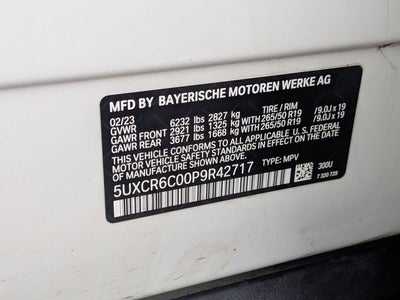 MFD BY BAYERISCHE MOTOREN WERKE AG
02/23 TIRE / RIM
GVWR 6232 lbs 2827 kg
GAWR FRONT 2921 lbs 1325 kg WITH 265/50 R19 /9.0J x 19
GAWR REAR 3677 lbs 1668 kg WITH 265/50 R19 /9.0J x 19
THIS VEHICLE CONFORMS TO ALL APPLICABLE U.S. FEDERAL
MOTOR VEHICLE SAFETY STANDARDS IN EFFECT ON THE
DATE OF MANUFACTURE SHOWN ABOVE.
5UXCR6C00P9R42717 TYPE: MPV
300U
7 320 729